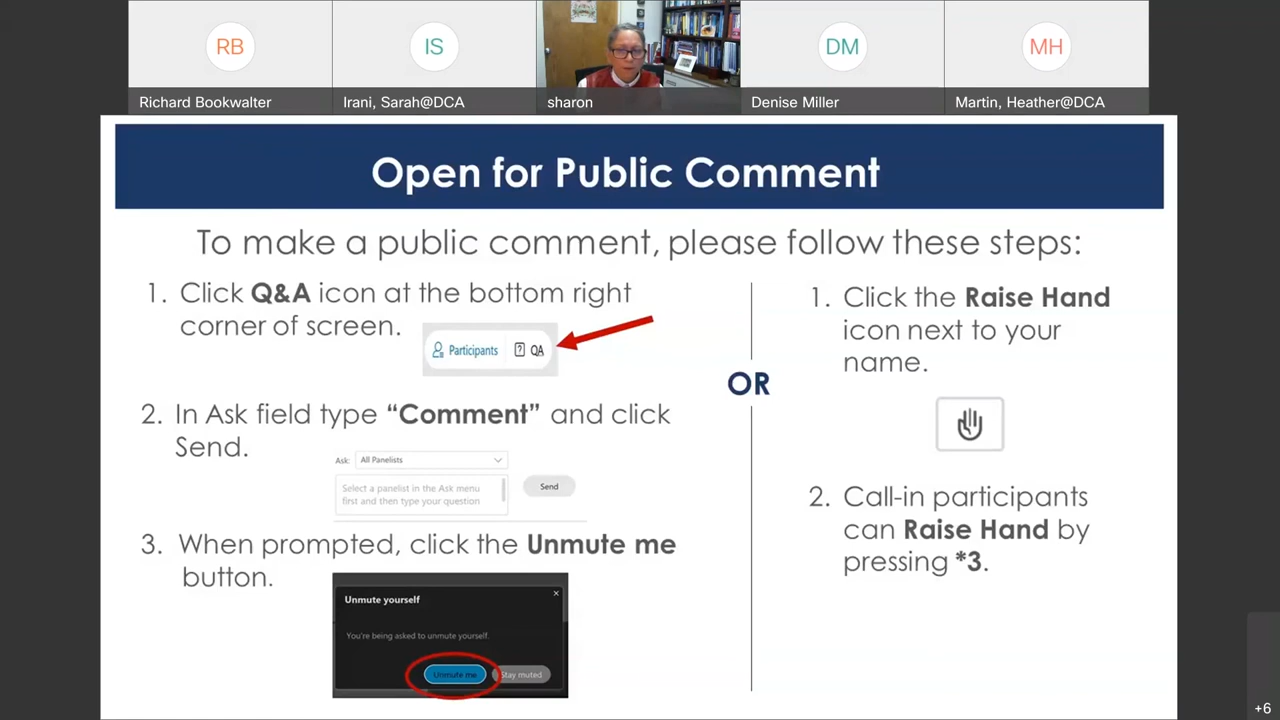 RB
IS
DM
MH
Richard Bookwalter
Irani, Sarah@DCA
sharon
Denise Miller
Martin, Heather@DCA
Open for Public Comment
To make a public comment, please follow these steps:
1. Click Q&A icon at the bottom right
corner of screen.
Participants
? QA
2. In Ask field type “Comment” and click
Send.
Ask: All Panelists
Select a panelist in the Ask menu
first and then type your question
Send
3. When prompted, click the Unmute me
button.
Unmute yourself
You're being asked to unmute yourself.
Unmute me
Stay muted
OR
1. Click the Raise Hand
icon next to your
name.
2. Call-in participants
can Raise Hand by
pressing *3.
+6